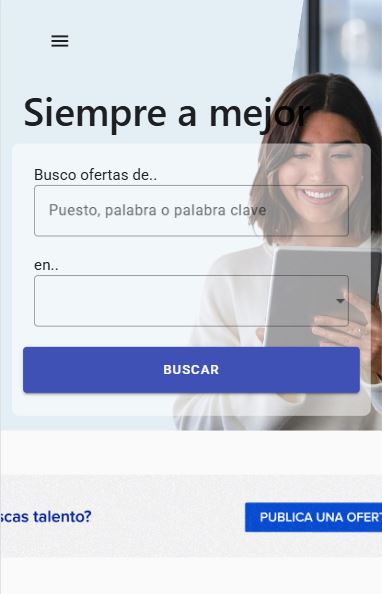 Siempre a mejor
Busco ofertas de..
Puesto, palabra o palabra clave
en..
BUSCAR
scas talento?
PUBLICA UNA OFERT